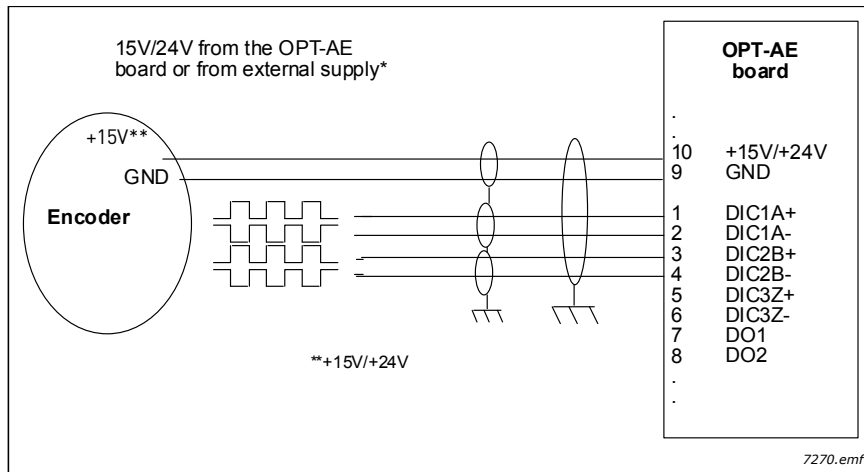 15V/24V from the OPT-AE
board or from external supply*
OPT-AE
board
+15V**
GND
Encoder
.
.
10 +15V/+24V
9 GND
1 DIC1A+
2 DIC1A-
3 DIC2B+
4 DIC2B-
5 DIC3Z+
6 DIC3Z-
7 DO1
8 DO2
.
.
**+15V/+24V
7270.emf